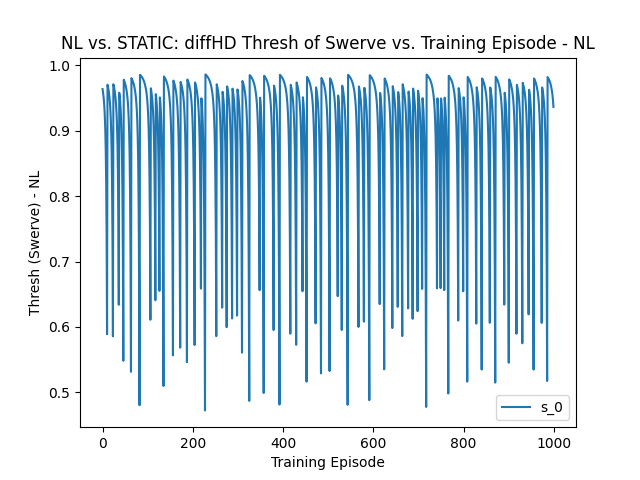 NL vs. STATIC: diffHD Thresh of Swerve vs. Training Episode - NL
1.0
0.9
0.8
0.7
0.6
0.5
Thresh (Swerve) - NL
s_0
0 200 400 600 800 1000
Training Episode